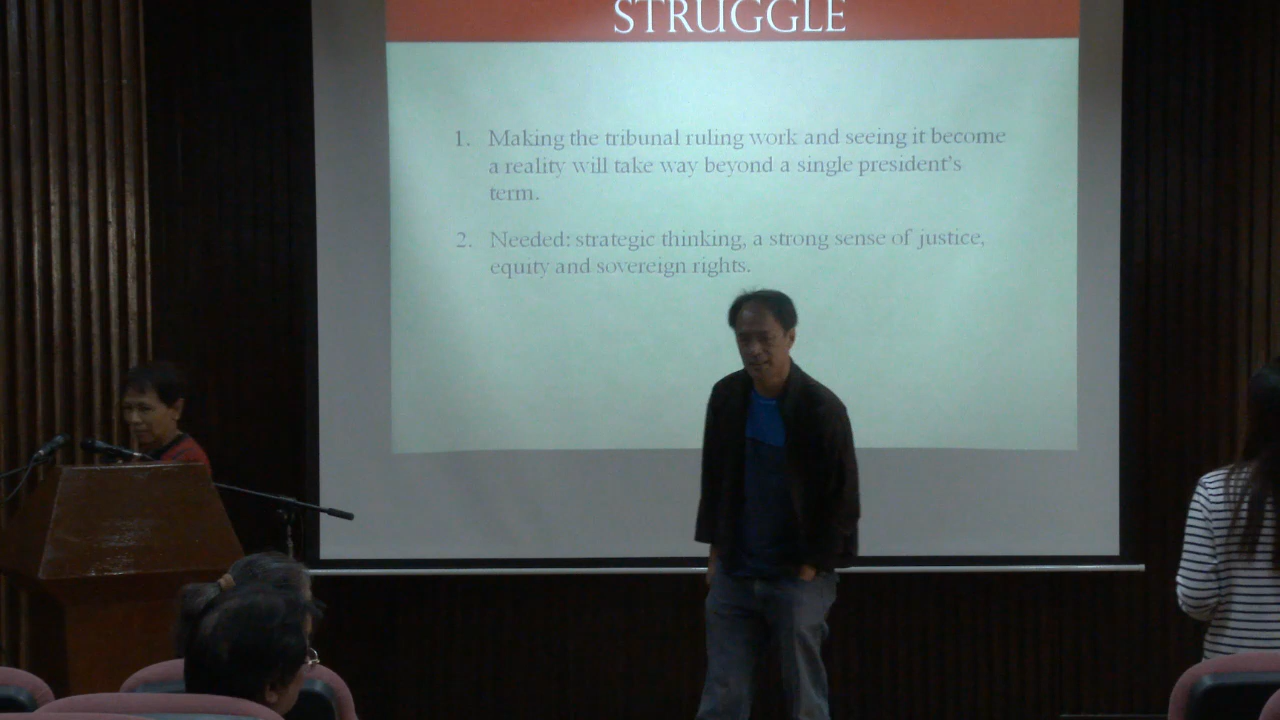 STRUGGLE
1. Making the tribunal ruling work and seeing it become
a reality will take way beyond a single president's
term.
2. Needed: strategic thinking, a strong sense of justice,
equity and sovereign rights.